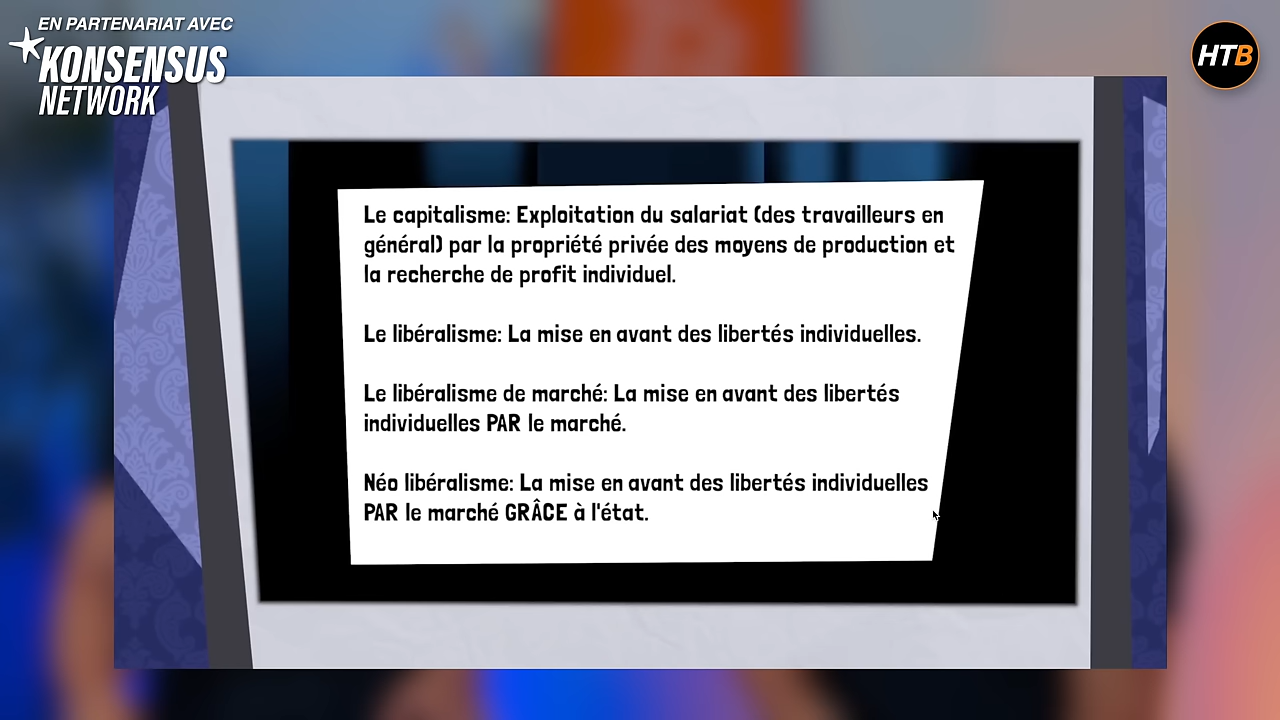 EN PARTENARIAT AVEC
KONSENSUS
NETWORK
HTB
Le capitalisme: Exploitation du salariat (des travailleurs en
général) par la propriété privée des moyens de production et
la recherche de profit individuel.
Le libéralisme: La mise en avant des libertés individuelles.
Le libéralisme de marché: La mise en avant des libertés
individuelles PAR le marché.
Néo libéralisme: La mise en avant des libertés individuelles
PAR le marché GRÂCE à l'état.